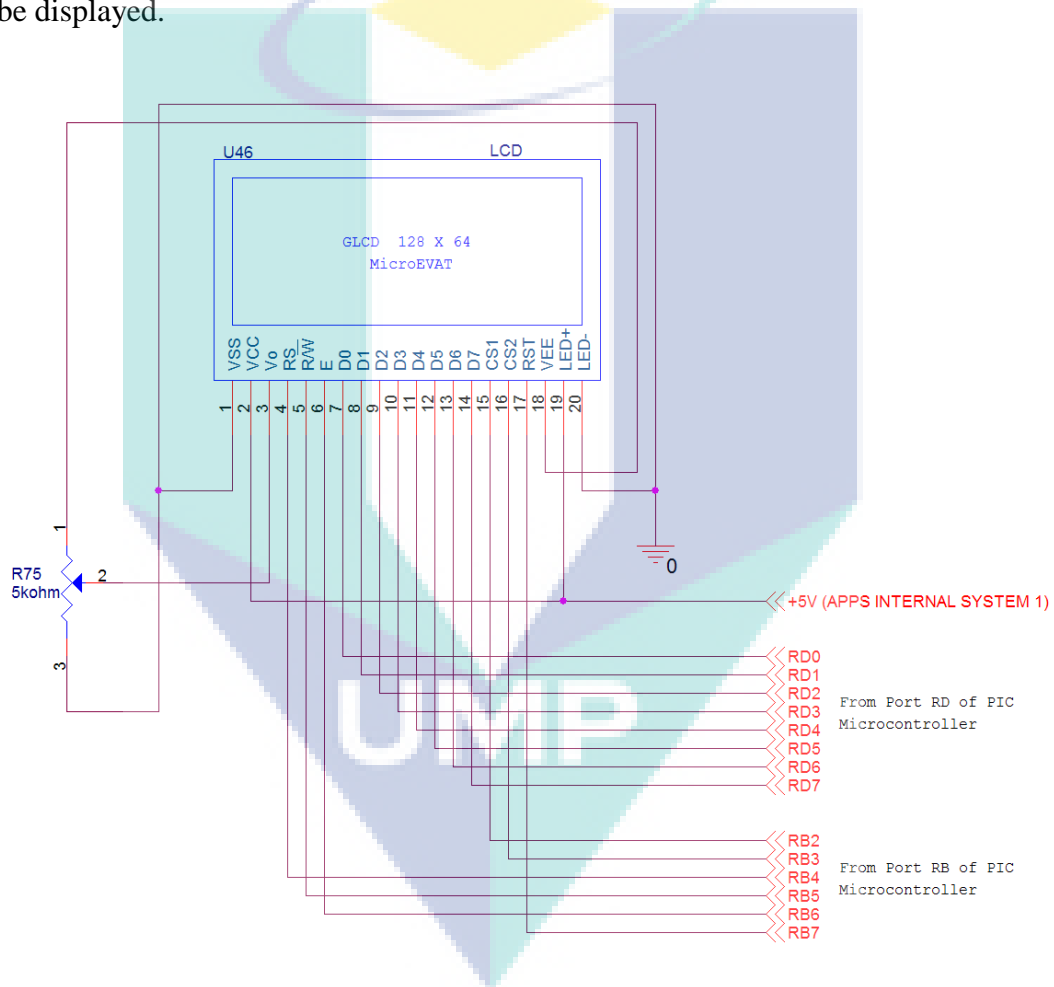 be displayed.
U46 LCD
GLCD 128 X 64
MicroEVAT
VSS
VCC
Vo
RS
R/W
E
D0
D1
D2
D3
D4
D5
D6
D7
CS1
CS2
RST
VEE
LED+
LED-
1
2
3
4
5
6
7
8
9
10
11
12
13
14
15
16
17
18
19
20
1
R75
5kohm
2
3
0
+5V (APPS INTERNAL SYSTEM 1)
RD0
RD1
RD2
RD3
RD4
RD5
RD6
RD7
From Port RD of PIC
Microcontroller
UMP
RB2
RB3
RB4
RB5
RB6
RB7
From Port RB of PIC
Microcontroller